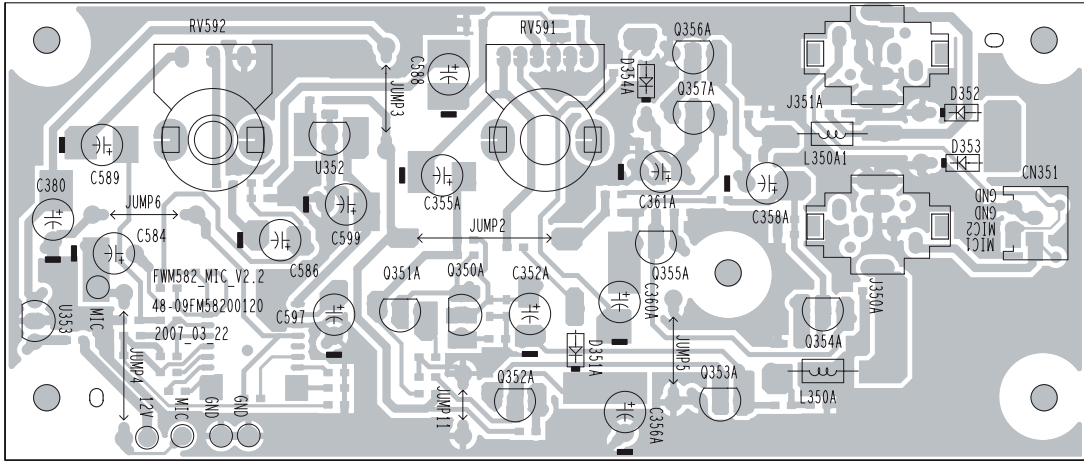 RV592
RV591
Q356A
C588
JUMP3
D354A
Q357A
J351A
D352
L350A1
D353
U352
C380
C589
C355A
C361A
C358A
CN351
GND
GND
MIC2
MIC1
JUMP6
JUMP2
C584
C599
C586
Q351A
Q350A
C352A
Q355A
J350A
FWM582_MIC_V2.2
48-09FM58200120
2007_03_22
U353
MIC
C597
C360A
Q354A
JUMP4
D351A
JUMP5
Q352A
Q353A
L350A
JUMP11
C356A
12V
MIC
GND
GND